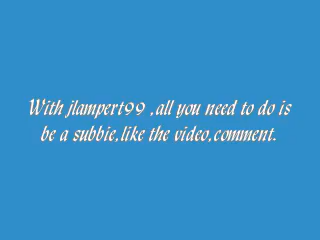 With jlampert99 ,all you need to do is
be a subbie,like the video,comment.